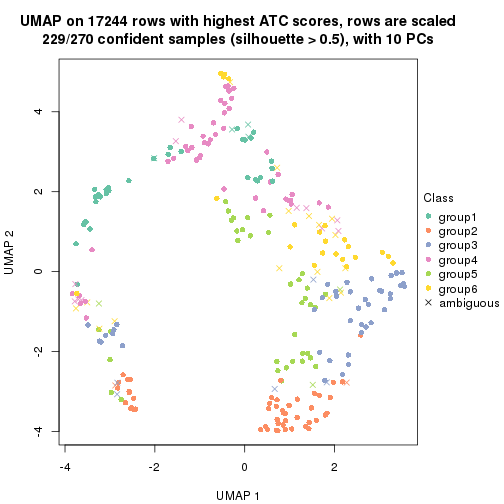 UMAP on 17244 rows with highest ATC scores, rows are scaled
229/270 confident samples (silhouette > 0.5), with 10 PCs
4
2
0
-2
-4
UMAP 2
-4
-2
0
2
UMAP 1
Class
group1
group2
group3
group4
group5
group6
ambiguous